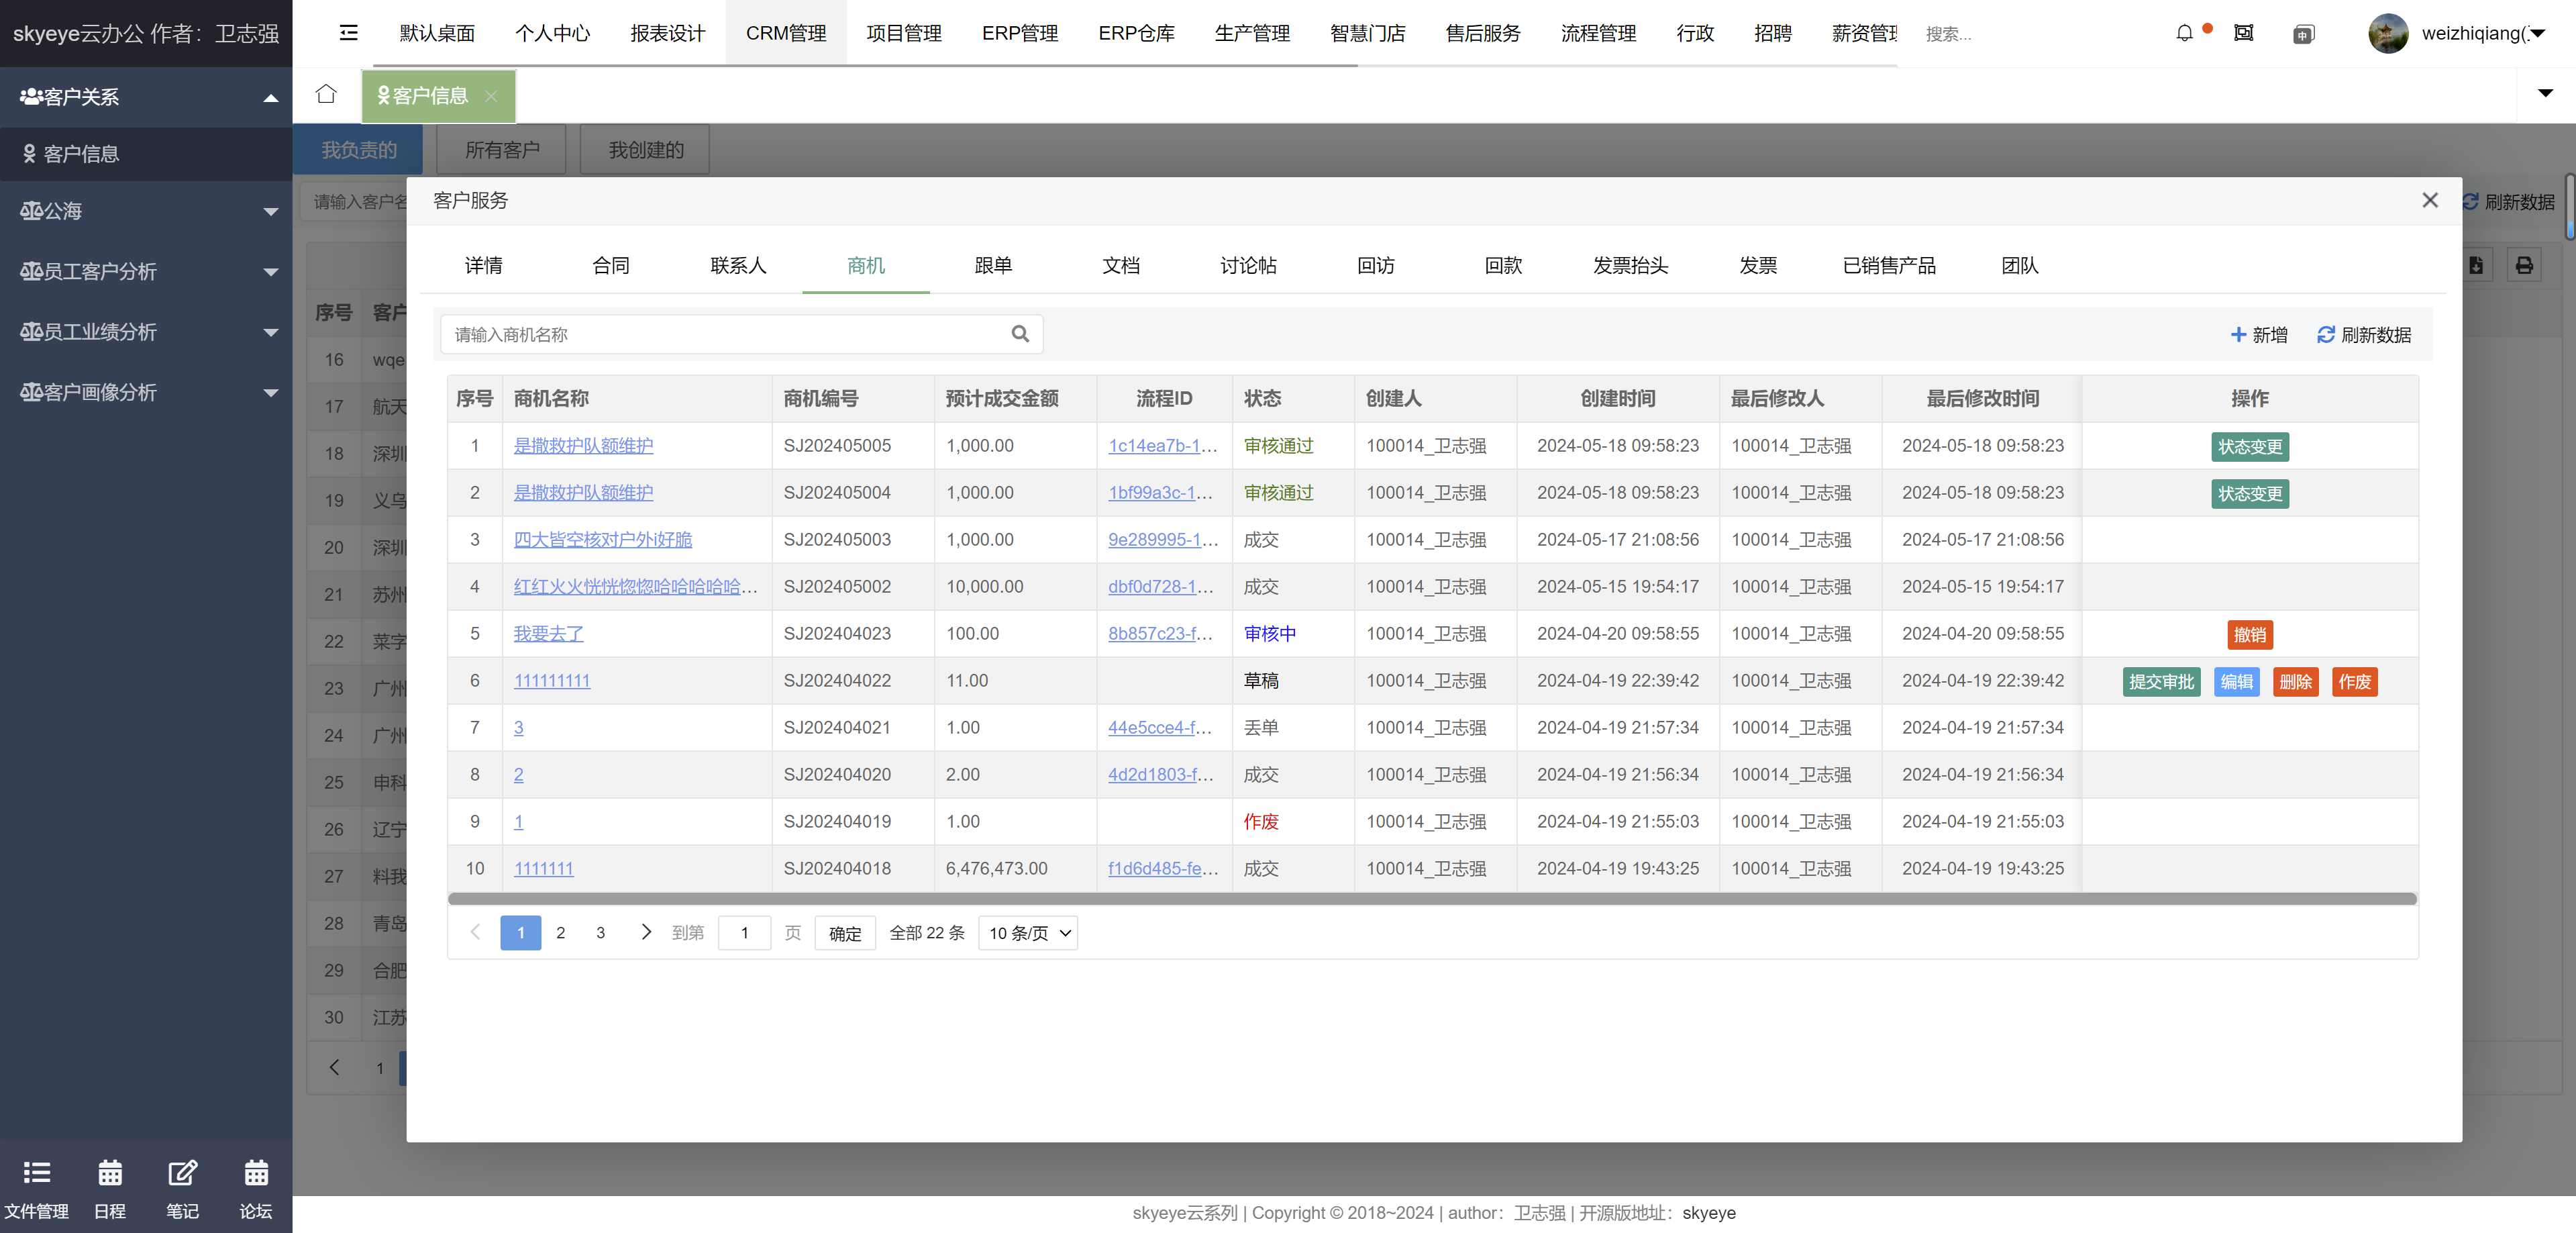 skyeye云办公 作者：卫志强
默认桌面 个人中心 报表设计 CRM管理 项目管理 ERP管理 ERP仓库 生产管理 智慧门店 售后服务 流程管理 行政 招聘 薪资管理 搜索... weizhiqiang(
客户关系
客户信息
客户信息
公海
员工客户分析
员工业绩分析
客户画像分析
我负责的 所有客户 我创建的
请输入客户名
刷新数据
客户服务
详情 合同 联系人 商机 跟单 文档 讨论帖 回访 回款 发票抬头 发票 已销售产品 团队
请输入商机名称
新增 刷新数据
序号 商机名称 商机编号 预计成交金额 流程ID 状态 创建人 创建时间 最后修改人 最后修改时间 操作
1 是撒救护队额维护 SJ202405005 1,000.00 1c14ea7b-1... 审核通过 100014_卫志强 2024-05-18 09:58:23 100014_卫志强 2024-05-18 09:58:23 状态变更
2 是撒救护队额维护 SJ202405004 1,000.00 1bf99a3c-1... 审核通过 100014_卫志强 2024-05-18 09:58:23 100014_卫志强 2024-05-18 09:58:23 状态变更
3 四大皆空核对户外i好脆 SJ202405003 1,000.00 9e289995-1... 成交 100014_卫志强 2024-05-17 21:08:56 100014_卫志强 2024-05-17 21:08:56
4 红红火火恍恍惚惚哈哈哈哈哈... SJ202405002 10,000.00 dbf0d728-1... 成交 100014_卫志强 2024-05-15 19:54:17 100014_卫志强 2024-05-15 19:54:17
5 我要去了 SJ202404023 100.00 8b857c23-f... 审核中 100014_卫志强 2024-04-20 09:58:55 100014_卫志强 2024-04-20 09:58:55 撤销
6 111111111 SJ202404022 11.00 草稿 100014_卫志强 2024-04-19 22:39:42 100014_卫志强 2024-04-19 22:39:42 提交审批 编辑 删除 作废
7 3 SJ202404021 1.00 44e5cce4-f... 丢单 100014_卫志强 2024-04-19 21:57:34 100014_卫志强 2024-04-19 21:57:34
8 2 SJ202404020 2.00 4d2d1803-f... 成交 100014_卫志强 2024-04-19 21:56:34 100014_卫志强 2024-04-19 21:56:34
9 1 SJ202404019 1.00 作废 100014_卫志强 2024-04-19 21:55:03 100014_卫志强 2024-04-19 21:55:03
10 1111111 SJ202404018 6,476,473.00 f1d6d485-fe... 成交 100014_卫志强 2024-04-19 19:43:25 100014_卫志强 2024-04-19 19:43:25
1 2 3 到第 1 页 确定 全部 22 条 10 条/页
序号 客户
16 wqe
17 航天
18 深圳
19 义乌
20 深圳
21 苏州
22 菜字
23 广州
24 广州
25 申科
26 辽宁
27 料我
28 青岛
29 合肥
30 江苏
1
文件管理 日程 笔记 论坛
skyeye云系列 | Copyright © 2018~2024 | author：卫志强 | 开源版地址：skyeye